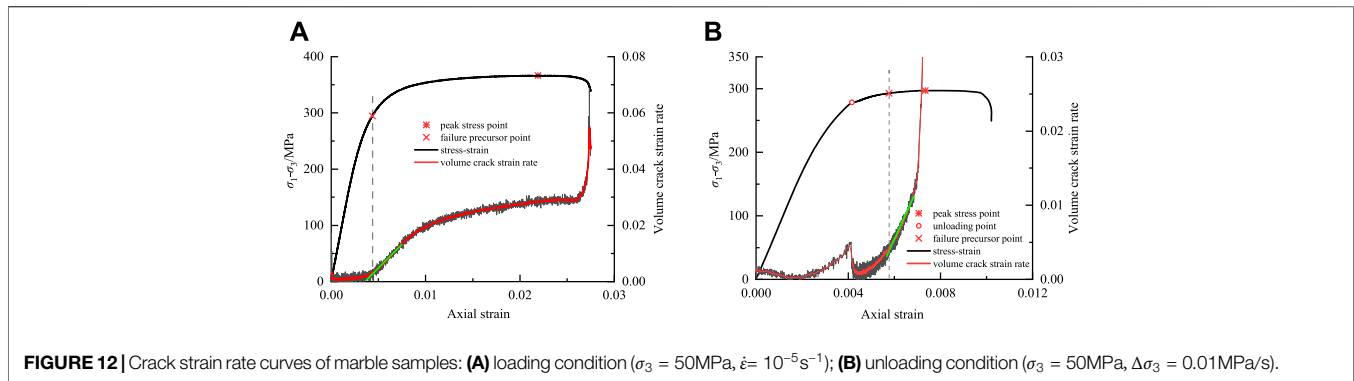 A
B
400
300
200
100
0
σ1-σ3/MPa
0.08
0.06
0.04
0.02
0.00
Volume crack strain rate
peak stress point
failure precursor point
stress-strain
volume crack strain rate
0.00 0.01 0.02 0.03
Axial strain
350
300
250
200
150
100
50
0
σ1-σ3/MPa
0.03
0.02
0.01
0.00
Volume crack strain rate
peak stress point
unloading point
failure precursor point
stress-strain
volume crack strain rate
0.000 0.004 0.008 0.012
Axial strain
FIGURE 12 | Crack strain rate curves of marble samples: (A) loading condition (σ₃ = 50MPa, ε̇= 10⁻⁵s⁻¹); (B) unloading condition (σ₃ = 50MPa, Δσ₃ = 0.01MPa/s).